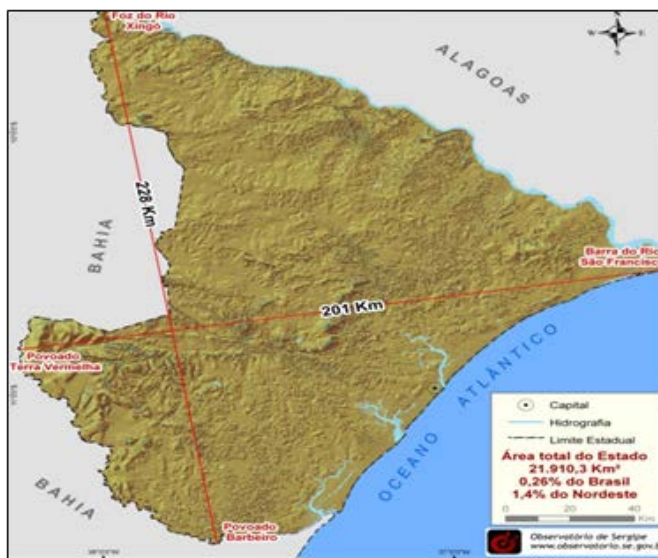 Foz do Rio
Xingó
W E
S
ALAGOAS
228 Km
BAHIA
Barra do Rio
São Francisco
201 Km
Povoado
Terra Vermelha
OCEANO ATLÂNTICO
Capital
Hidrografia
Limite Estadual
Área total do Estado
21.910,3 Km²
0,26% do Brasil
1,4% do Nordeste
0 20 40
Km
BAHIA
Povoado
Barbeiro
Observatório de Sergipe
www.observatorio.se.gov.b